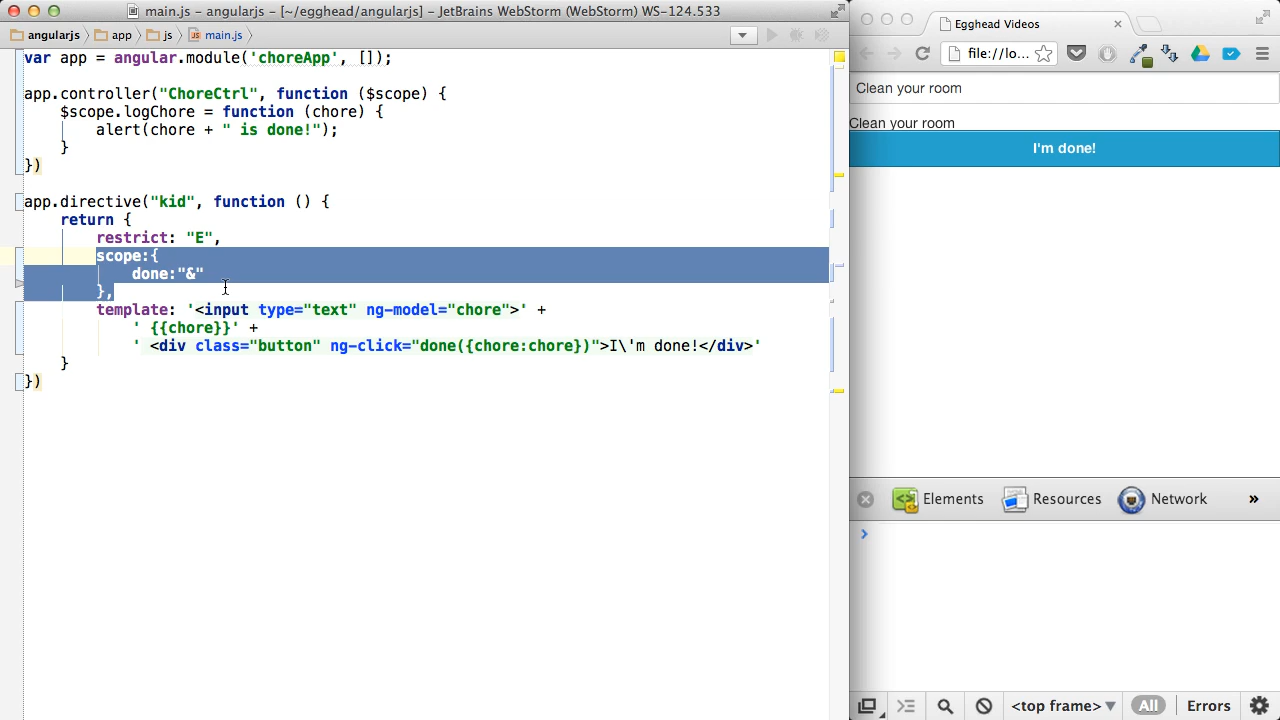 main.js – angularjs – [~/egghead/angularjs] – JetBrains WebStorm (WebStorm) WS-124.533
angularjs app js main.js
var app = angular.module('choreApp', []);
app.controller("ChoreCtrl", function ($scope) {
$scope.logChore = function (chore) {
alert(chore + " is done!");
}
})
app.directive("kid", function () {
return {
restrict: "E",
scope:{
done:"&"
},
template: '<input type="text" ng-model="chore">' +
' {{chore}}' +
' <div class="button" ng-click="done({chore:chore})">I\'m done!</div>'
}
})
Egghead Videos
file://lo...
Clean your room
Clean your room
I'm done!
Elements Resources Network »
<top frame> All Errors